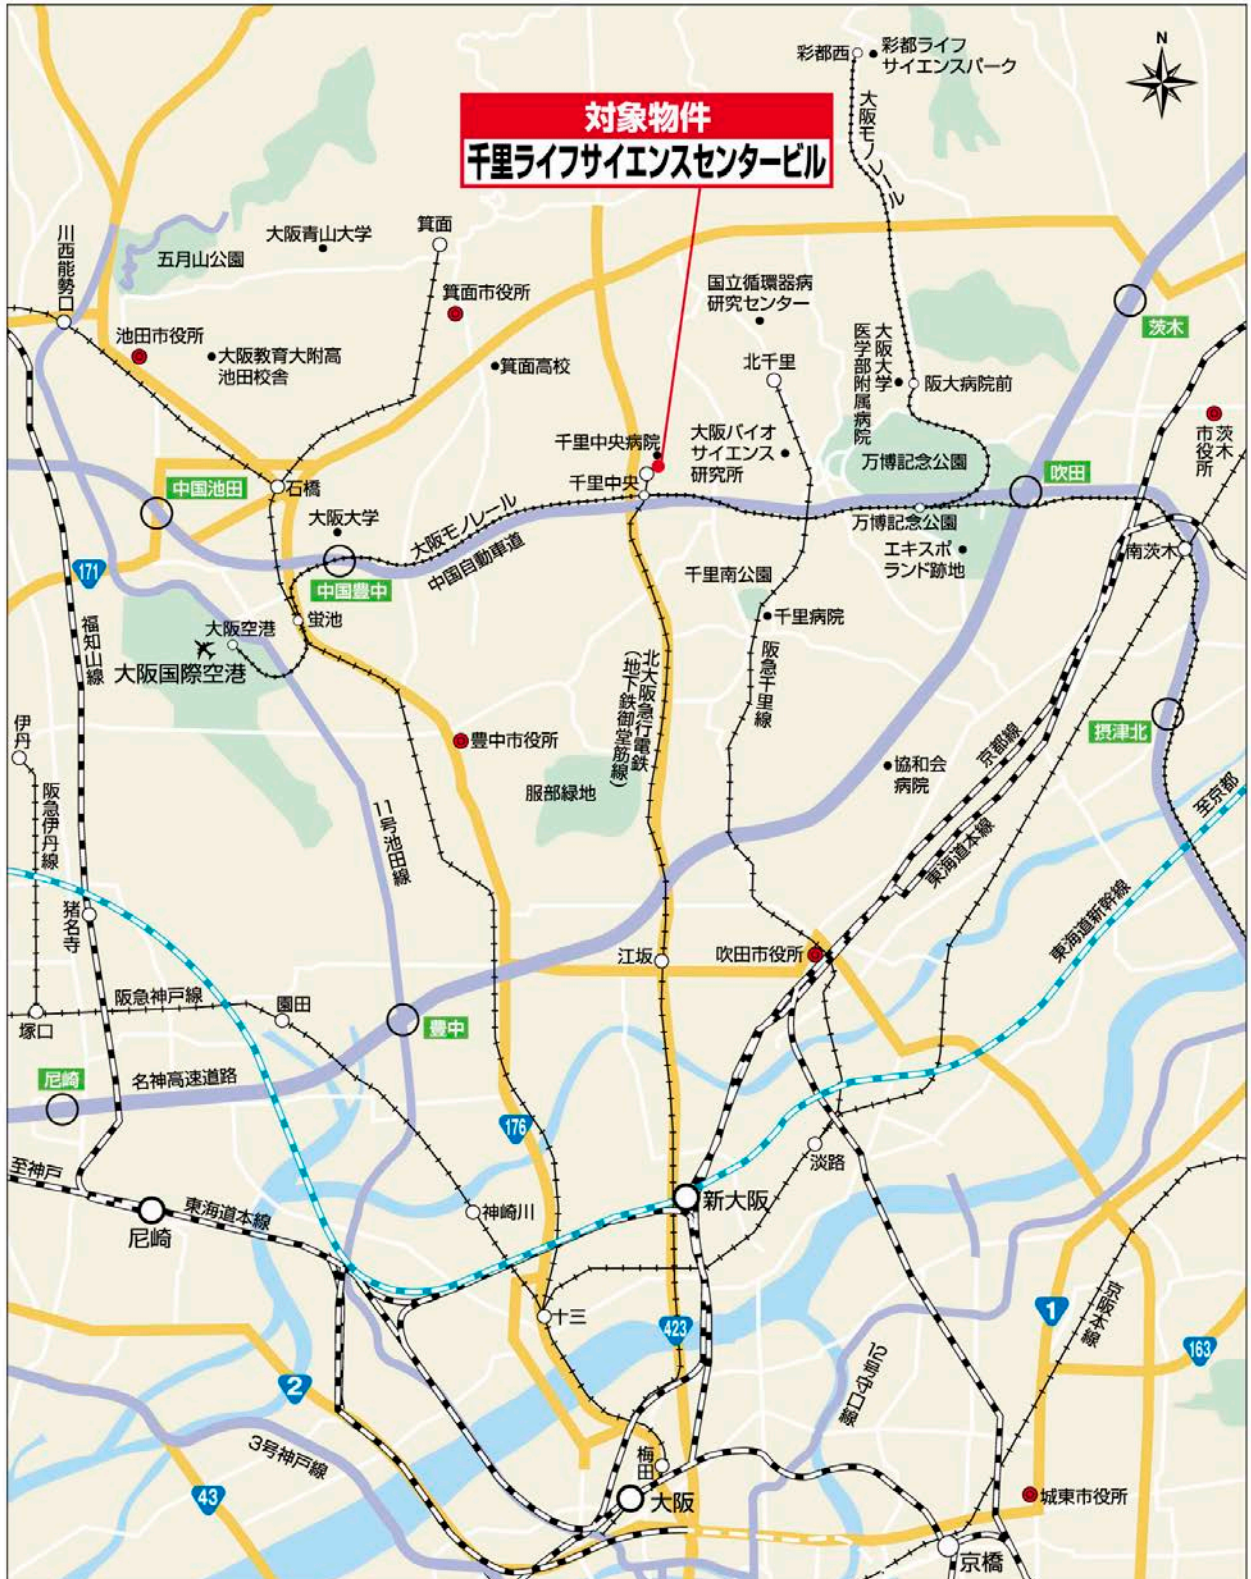 N
彩都西
彩都ライフ
サイエンスパーク
大阪モノレール
対象物件
千里ライフサイエンスセンタービル
川西能勢口
五月山公園
大阪青山大学
箕面
箕面市役所
国立循環器病
研究センター
茨木
池田市役所
大阪教育大附高
池田校舎
箕面高校
北千里
大阪大学
医学部附属病院
阪大病院前
千里中央病院
大阪バイオ
サイエンス
研究所
万博記念公園
茨木
市役所
吹田
千里中央
中国池田
石橋
大阪大学
大阪モノレール
中国自動車道
万博記念公園
エキスポ
ランド跡地
南茨木
171
中国豊中
千里南公園
千里病院
福知山線
大阪空港
蛍池
大阪国際空港
北大阪急行電鉄
(地下鉄御堂筋線)
阪急千里線
伊丹
豊中市役所
摂津北
京都線
協和会
病院
服部緑地
至京都
阪急伊丹線
11号池田線
東海道本線
東海道新幹線
猪名寺
江坂
吹田市役所
阪急神戸線
園田
塚口
豊中
尼崎
名神高速道路
176
淡路
至神戸
東海道本線
新大阪
神崎川
尼崎
十三
423
1
京阪本線
163
12号守口線
2
3号神戸線
43
梅田
大阪
城東市役所
京橋